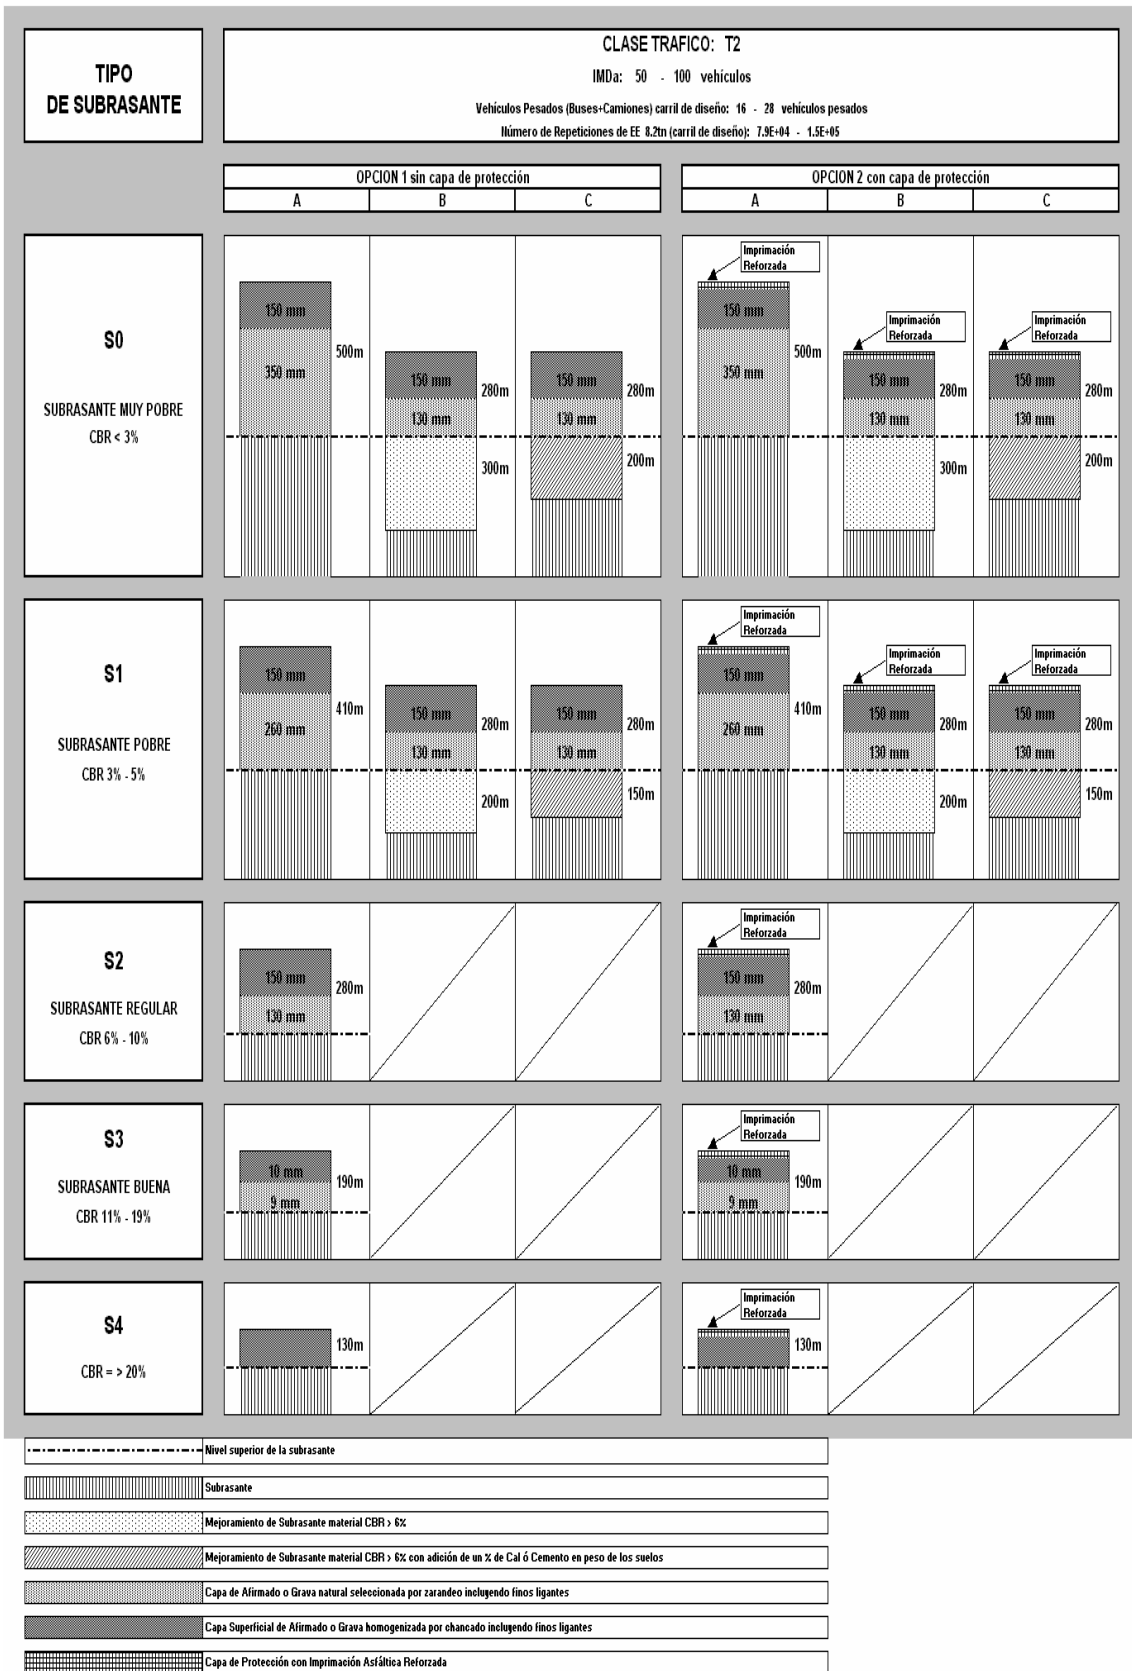 TIPO
DE SUBRASANTE
CLASE TRAFICO: T2
IMDa: 50 - 100 vehículos
Vehículos Pesados (Buses+Camiones) carril de diseño: 16 - 28 vehículos pesados
Número de Repeticiones de EE 8.2tn (carril de diseño): 7.9E+04 - 1.5E+05
OPCION 1 sin capa de protección
OPCION 2 con capa de protección
A B C
A B C
S0
SUBRASANTE MUY POBRE
CBR < 3%
150 mm
350 mm
500m
150 mm
130 mm
280m
300m
150 mm
130 mm
280m
200m
Imprimación
Reforzada
150 mm
350 mm
500m
Imprimación
Reforzada
150 mm
130 mm
280m
300m
Imprimación
Reforzada
150 mm
130 mm
280m
200m
S1
SUBRASANTE POBRE
CBR 3% - 5%
150 mm
260 mm
410m
150 mm
130 mm
280m
200m
150 mm
130 mm
280m
150m
Imprimación
Reforzada
150 mm
260 mm
410m
Imprimación
Reforzada
150 mm
130 mm
280m
200m
Imprimación
Reforzada
150 mm
130 mm
280m
150m
S2
SUBRASANTE REGULAR
CBR 6% - 10%
150 mm
130 mm
280m
Imprimación
Reforzada
150 mm
130 mm
280m
S3
SUBRASANTE BUENA
CBR 11% - 19%
10 mm
9 mm
190m
Imprimación
Reforzada
10 mm
9 mm
190m
S4
CBR = > 20%
130m
Imprimación
Reforzada
130m
Nivel superior de la subrasante
Subrasante
Mejoramiento de Subrasante material CBR > 6%
Mejoramiento de Subrasante material CBR > 6% con adición de un % de Cal ó Cemento en peso de los suelos
Capa de Afirmado o Grava natural seleccionada por zarandeo incluyendo finos ligantes
Capa Superficial de Afirmado o Grava homogenizada por chancado incluyendo finos ligantes
Capa de Protección con Imprimación Asfáltica Reforzada